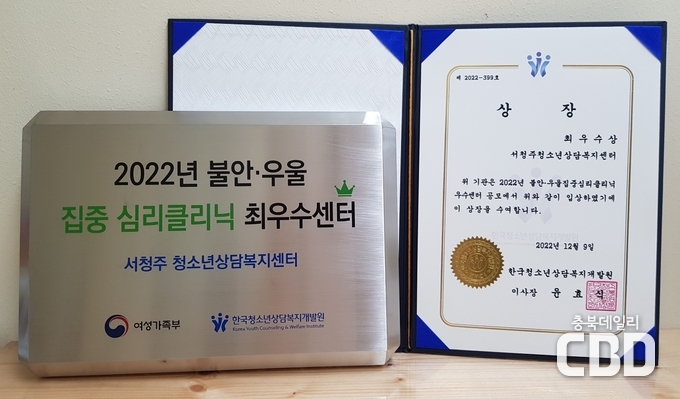 2022년 불안·우울
집중 심리클리닉 최우수센터
서청주 청소년상담복지센터
여성가족부
한국청소년상담복지개발원
Korea Youth Counseling & Welfare Institute
제 2022-399호
상 장
최우수상
서청주청소년상담복지센터
위 기관은 2022년 불안·우울집중심리클리닉
우수센터 공모에서 위와 같이 입상하였기에
이 상장을 수여합니다.
2022년 12월 9일
한국청소년상담복지개발원
이사장 윤효식
충북데일리
CBD